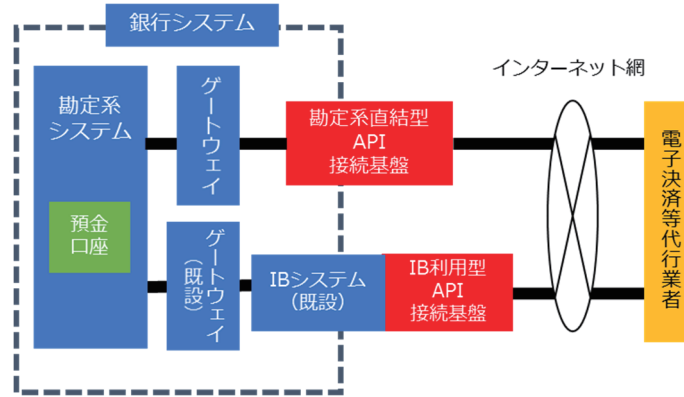 銀行システム
勘定系
システム
預金
口座
ゲートウェイ
勘定系直結型
API
接続基盤
ゲートウェイ
（既設）
IBシステム
（既設）
IB利用型
API
接続基盤
インターネット網
電子決済等代行業者